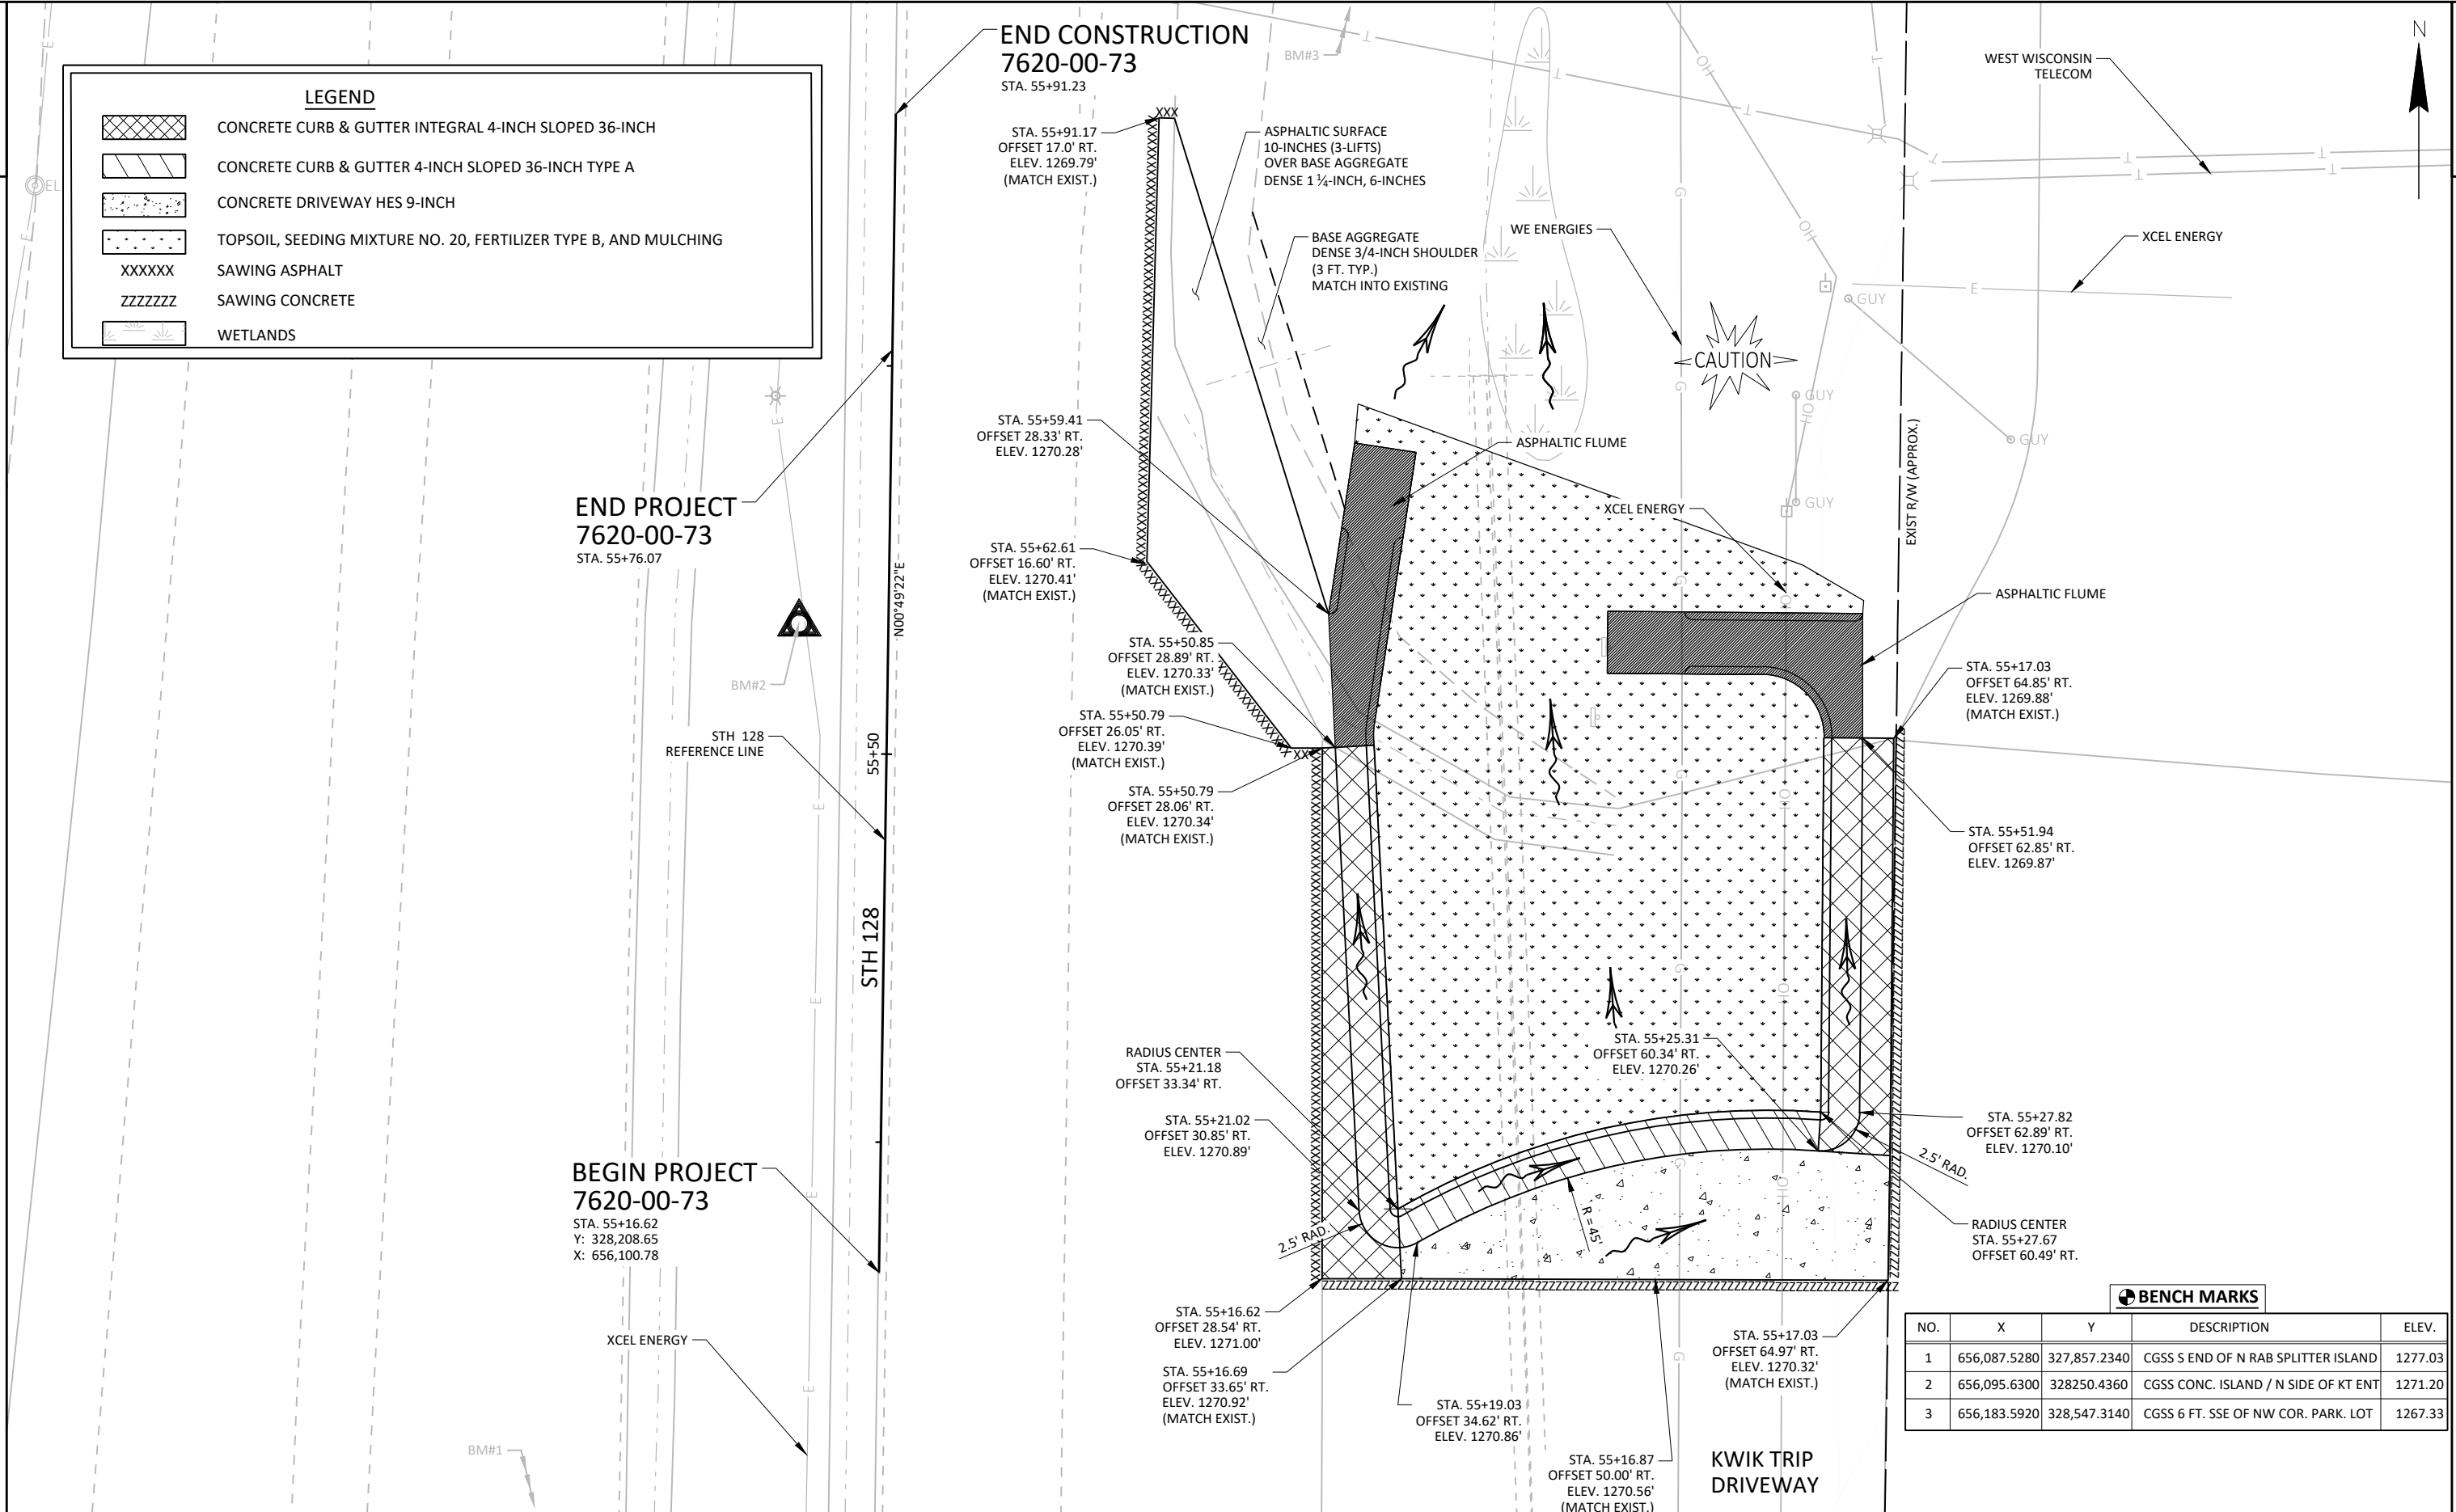 LEGEND
CONCRETE CURB & GUTTER INTEGRAL 4-INCH SLOPED 36-INCH
CONCRETE CURB & GUTTER 4-INCH SLOPED 36-INCH TYPE A
CONCRETE DRIVEWAY HES 9-INCH
TOPSOIL, SEEDING MIXTURE NO. 20, FERTILIZER TYPE B, AND MULCHING
XXXXXX SAWING ASPHALT
ZZZZZZZ SAWING CONCRETE
WETLANDS
END CONSTRUCTION
7620-00-73
STA. 55+91.23
BM#3
WEST WISCONSIN
TELECOM
N
XXX
STA. 55+91.17
OFFSET 17.0' RT.
ELEV. 1269.79'
(MATCH EXIST.)
ASPHALTIC SURFACE
10-INCHES (3-LIFTS)
OVER BASE AGGREGATE
DENSE 1 ¼-INCH, 6-INCHES
BASE AGGREGATE
DENSE 3/4-INCH SHOULDER
(3 FT. TYP.)
MATCH INTO EXISTING
WE ENERGIES
XCEL ENERGY
EL
GUY
CAUTION
GUY
GUY
GUY
EXIST R/W (APPROX.)
STA. 55+59.41
OFFSET 28.33' RT.
ELEV. 1270.28'
ASPHALTIC FLUME
XCEL ENERGY
END PROJECT
7620-00-73
STA. 55+76.07
N00°49'22"E
STA. 55+62.61
OFFSET 16.60' RT.
ELEV. 1270.41'
(MATCH EXIST.)
ASPHALTIC FLUME
BM#2
STA. 55+50.85
OFFSET 28.89' RT.
ELEV. 1270.33'
(MATCH EXIST.)
STA. 55+17.03
OFFSET 64.85' RT.
ELEV. 1269.88'
(MATCH EXIST.)
STH 128
REFERENCE LINE
55+50
STA. 55+50.79
OFFSET 26.05' RT.
ELEV. 1270.39'
(MATCH EXIST.)
STA. 55+50.79
OFFSET 28.06' RT.
ELEV. 1270.34'
(MATCH EXIST.)
STA. 55+51.94
OFFSET 62.85' RT.
ELEV. 1269.87'
STH 128
RADIUS CENTER
STA. 55+21.18
OFFSET 33.34' RT.
STA. 55+25.31
OFFSET 60.34' RT.
ELEV. 1270.26'
STA. 55+21.02
OFFSET 30.85' RT.
ELEV. 1270.89'
STA. 55+27.82
OFFSET 62.89' RT.
ELEV. 1270.10'
2.5' RAD.
2.5' RAD.
R = 45'
RADIUS CENTER
STA. 55+27.67
OFFSET 60.49' RT.
BEGIN PROJECT
7620-00-73
STA. 55+16.62
Y: 328,208.65
X: 656,100.78
XCEL ENERGY
BM#1
STA. 55+16.62
OFFSET 28.54' RT.
ELEV. 1271.00'
STA. 55+16.69
OFFSET 33.65' RT.
ELEV. 1270.92'
(MATCH EXIST.)
STA. 55+19.03
OFFSET 34.62' RT.
ELEV. 1270.86'
STA. 55+16.87
OFFSET 50.00' RT.
ELEV. 1270.56'
(MATCH EXIST.)
STA. 55+17.03
OFFSET 64.97' RT.
ELEV. 1270.32'
(MATCH EXIST.)
KWIK TRIP
DRIVEWAY
BENCH MARKS
NO. X Y DESCRIPTION ELEV.
1 656,087.5280 327,857.2340 CGSS S END OF N RAB SPLITTER ISLAND 1277.03
2 656,095.6300 328250.4360 CGSS CONC. ISLAND / N SIDE OF KT ENT 1271.20
3 656,183.5920 328,547.3140 CGSS 6 FT. SSE OF NW COR. PARK. LOT 1267.33